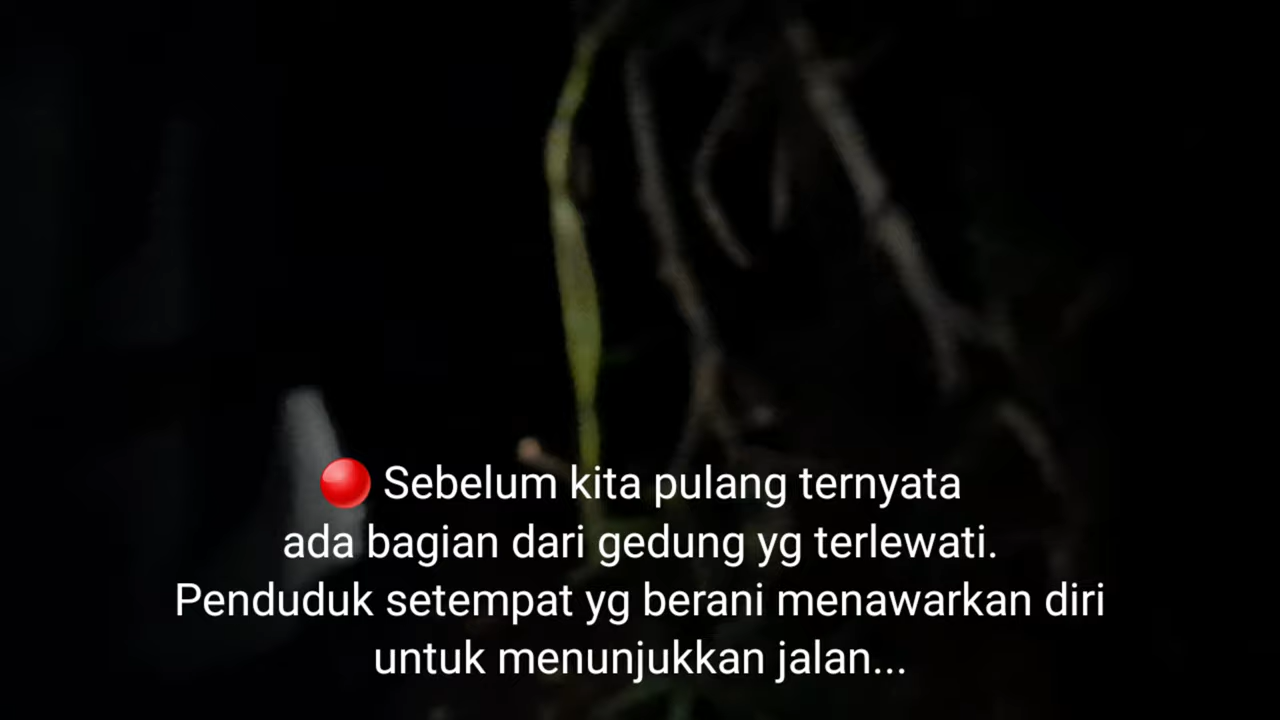 🔴 Sebelum kita pulang ternyata
ada bagian dari gedung yg terlewati.
Penduduk setempat yg berani menawarkan diri
untuk menunjukkan jalan...